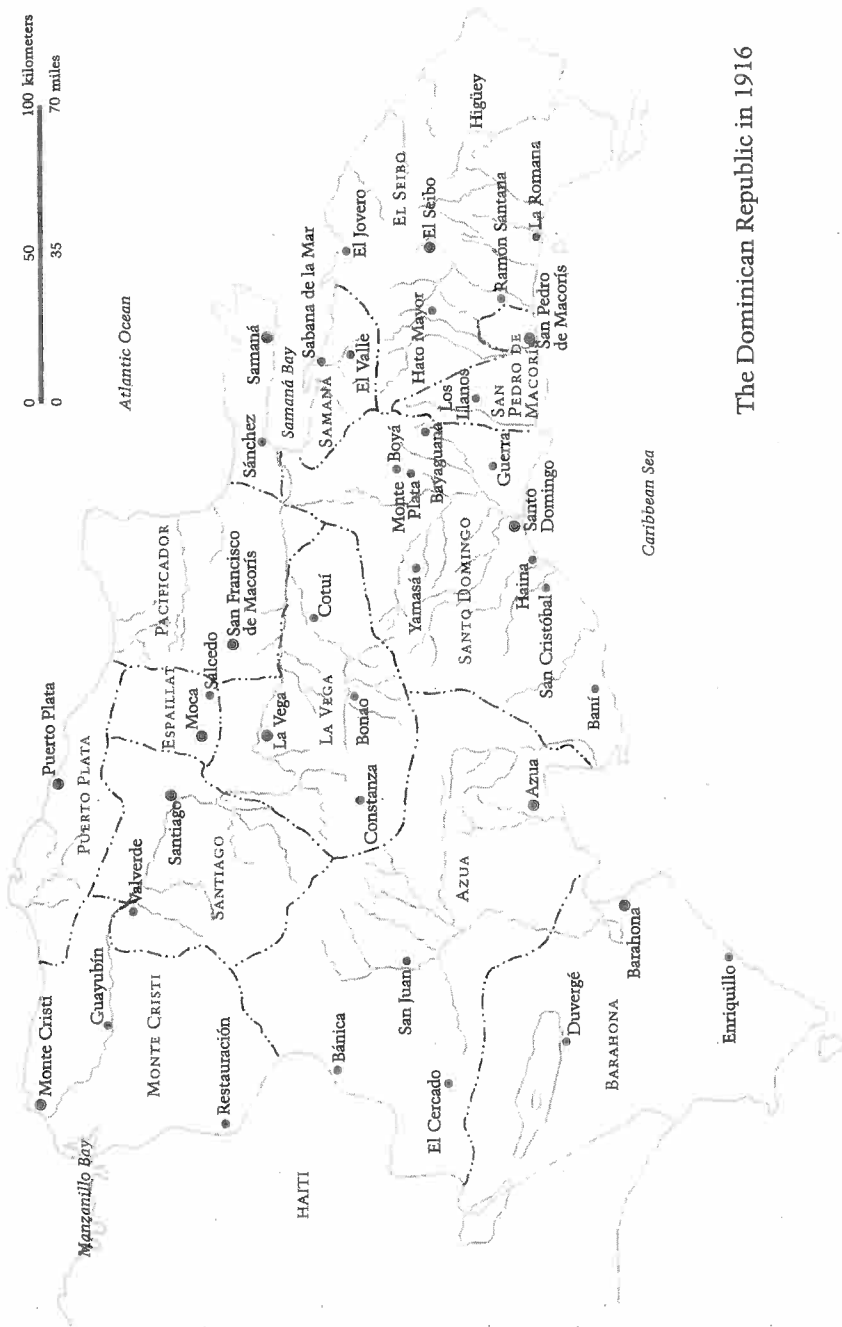 0 50 100 kilometers
0 35 70 miles
Atlantic Ocean
Manzanillo Bay
Monte Cristi
Puerto Plata
PUERTO PLATA
Guayubín
Valverde
MONTE CRISTI
Santiago
SANTIAGO
ESPAILLAT
Moca
Salcedo
PACIFICADOR
San Francisco
de Macorís
Restauración
La Vega
LA VEGA
Cotuí
Bonao
Constanza
Sánchez
Samaná
Samaná Bay
SAMANÁ
Sabana de la Mar
El Valle
El Jovero
HAITI
Bánica
San Juan
El Cercado
AZUA
Azua
Yamasá
Monte
Plata
Boyá
Bayaguana
Los
Llanos
Hato Mayor
EL SEIBO
El Seibo
Higüey
SANTO DOMINGO
Guerra
SAN
PEDRO DE
MACORÍS
Ramón Santana
La Romana
San Pedro
de Macorís
Santo
Domingo
Haina
San Cristóbal
Baní
Duvergé
BARAHONA
Barahona
Enriquillo
Caribbean Sea
The Dominican Republic in 1916